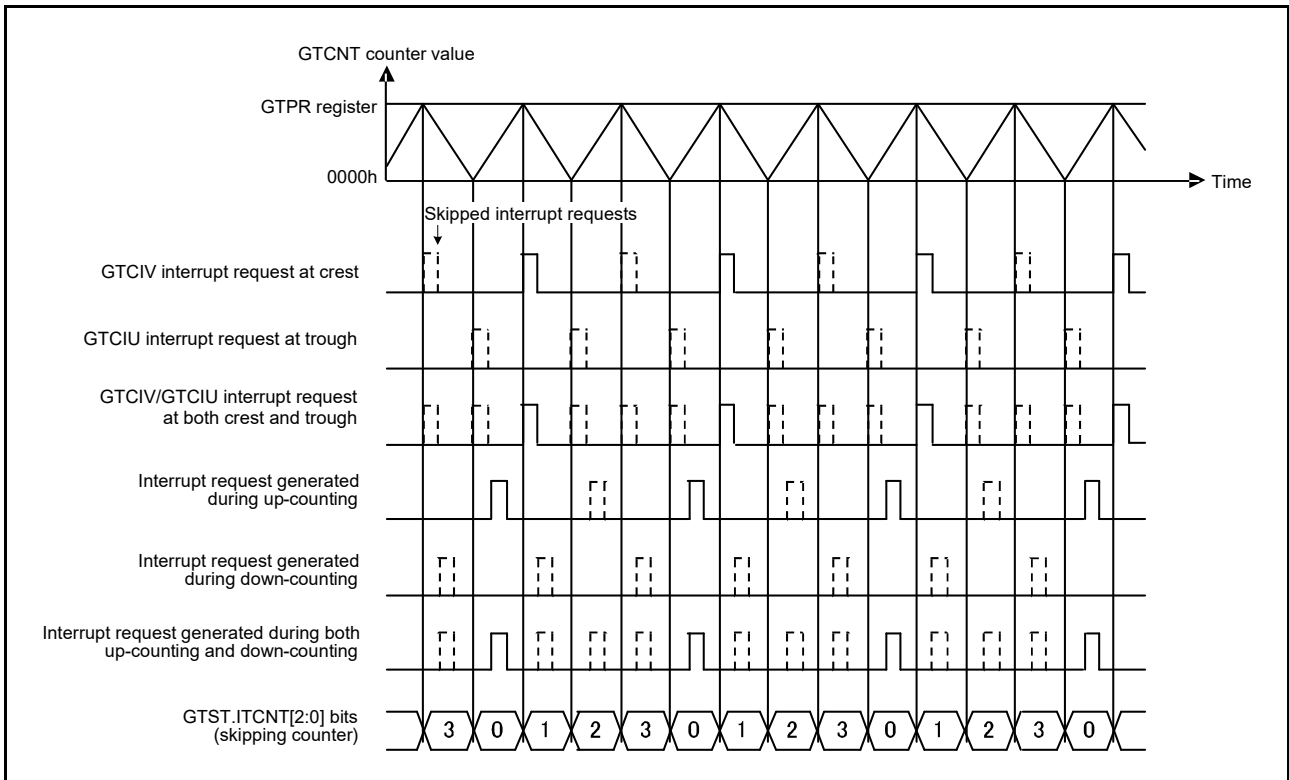 GTCNT counter value
GTPR register
0000h
Time
Skipped interrupt requests
GTCIV interrupt request at crest
GTCIU interrupt request at trough
GTCIV/GTCIU interrupt request
at both crest and trough
Interrupt request generated
during up-counting
Interrupt request generated
during down-counting
Interrupt request generated during both
up-counting and down-counting
GTST.ITCNT[2:0] bits
(skipping counter)
3 0 1 2 3 0 1 2 3 0 1 2 3 0